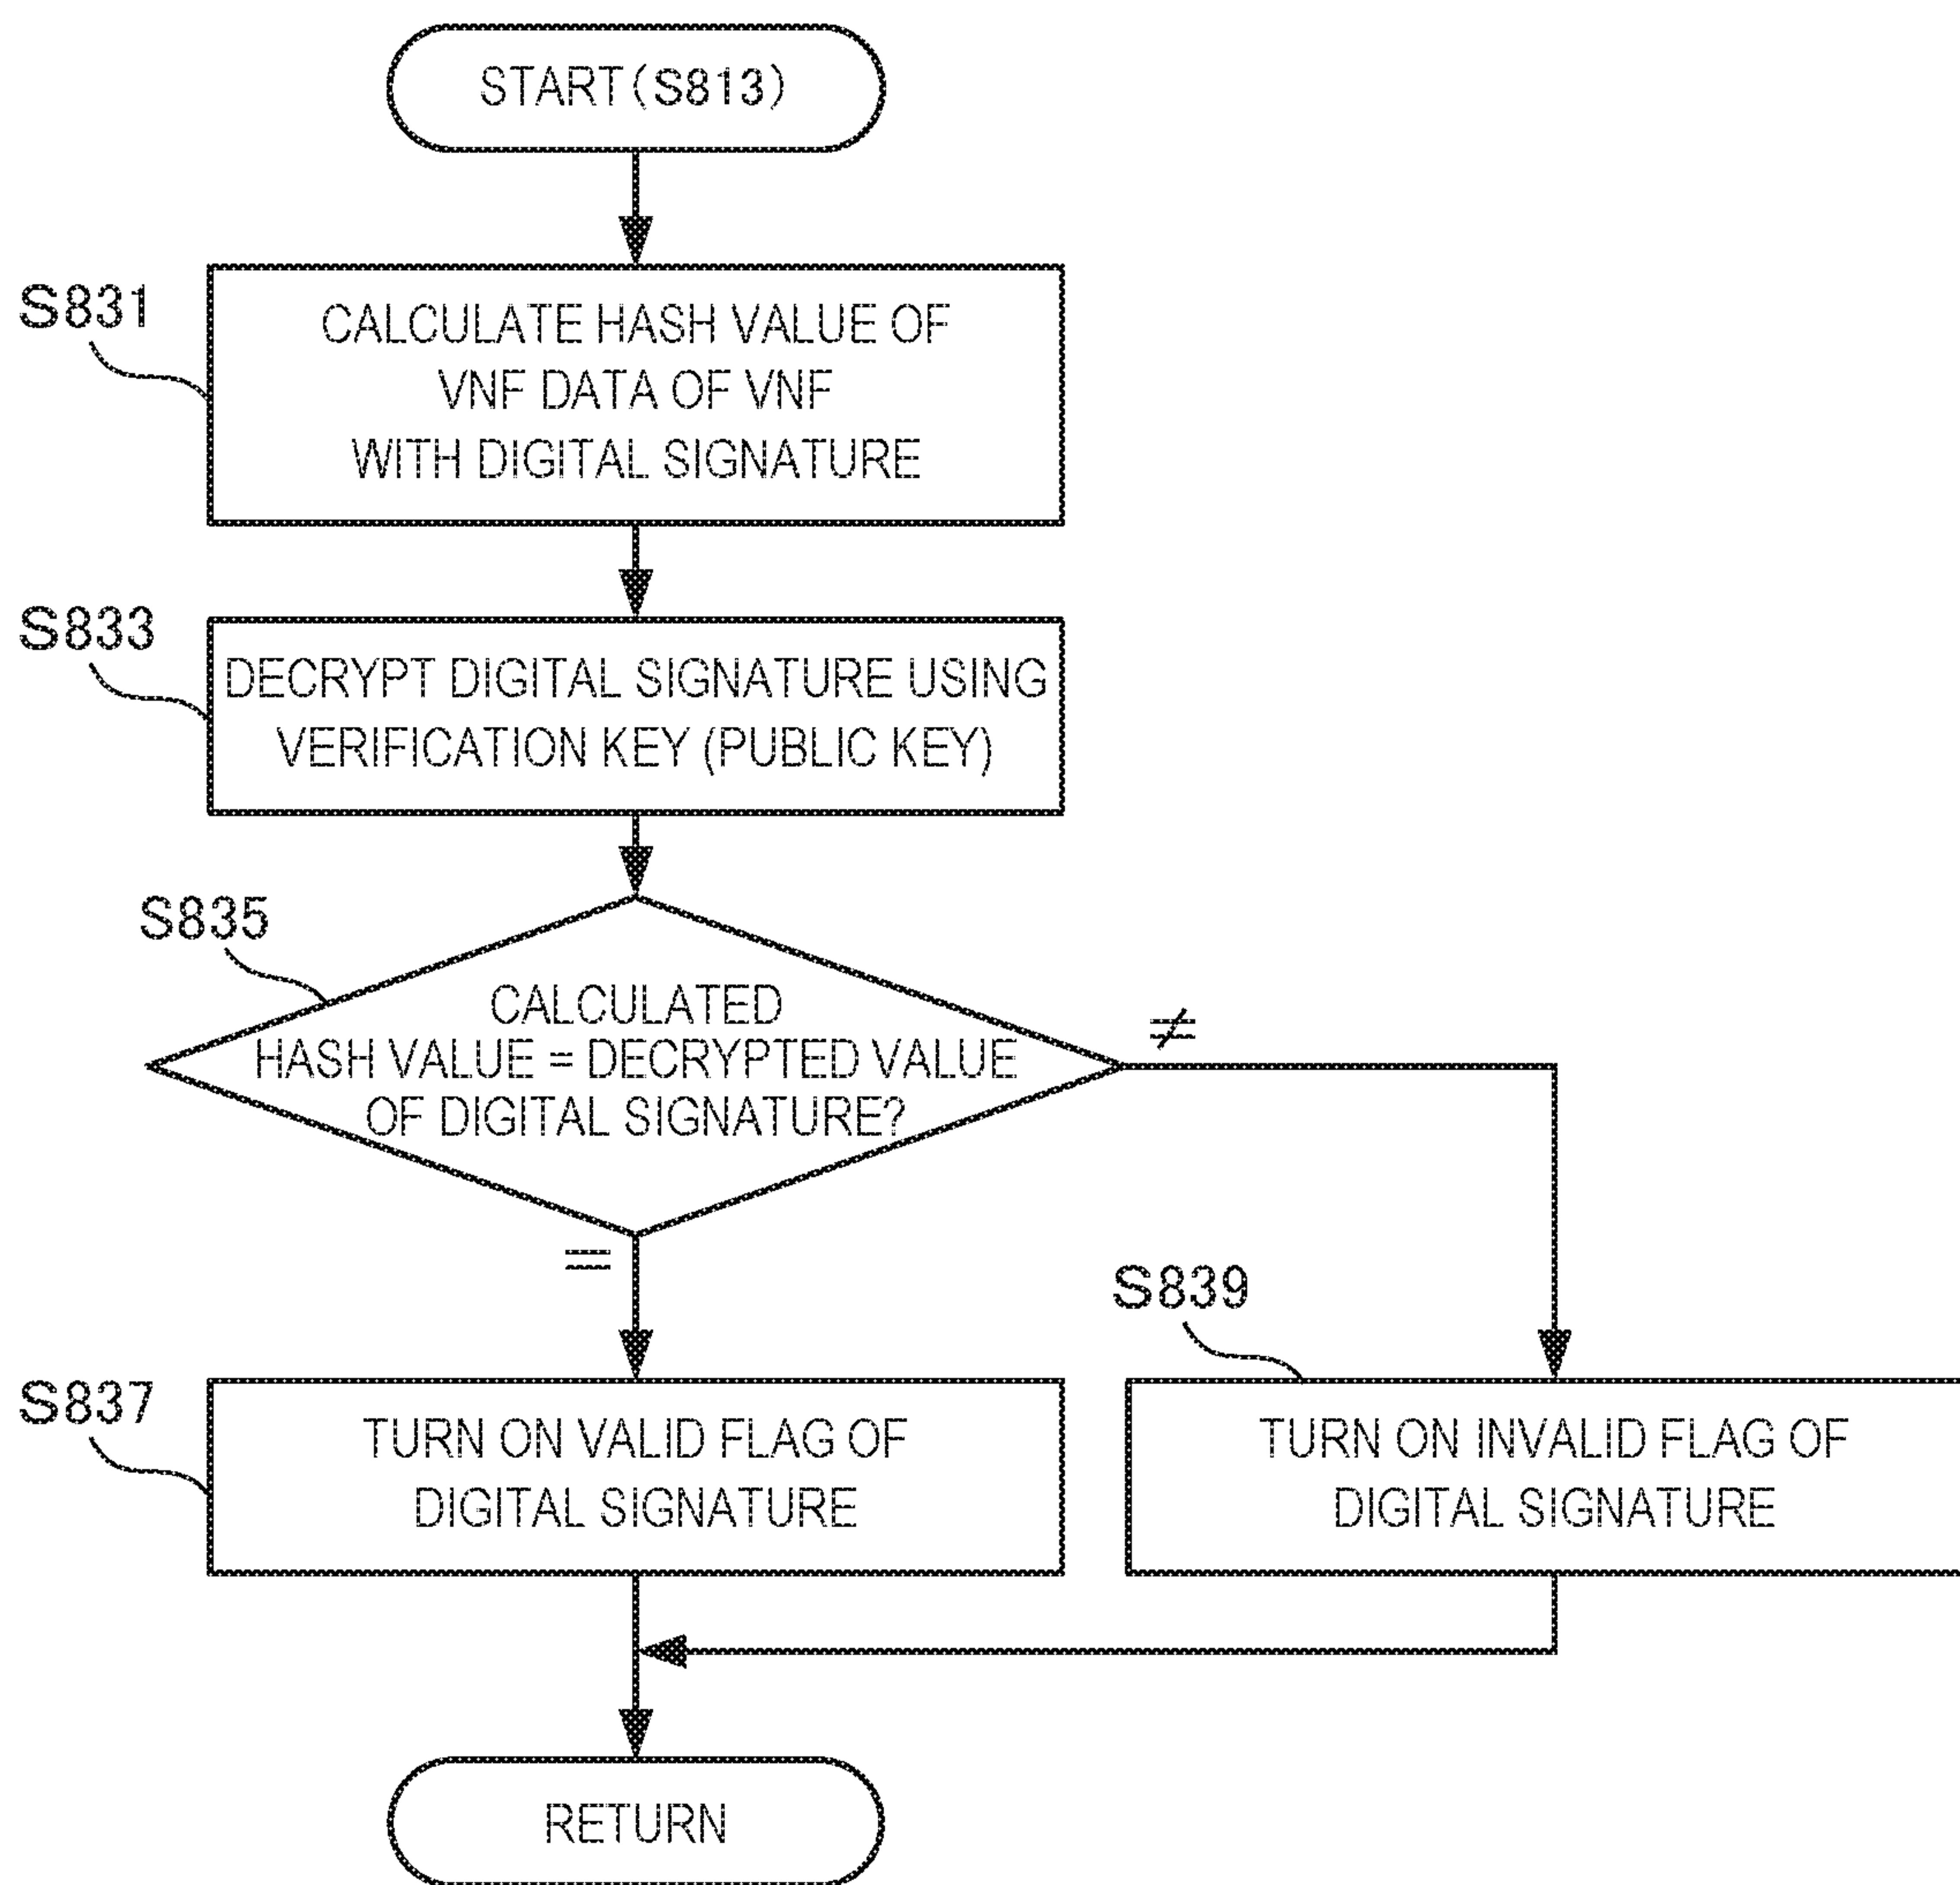 START(S813)
S831
CALCULATE HASH VALUE OF
VNF DATA OF VNF
WITH DIGITAL SIGNATURE
S833
DECRYPT DIGITAL SIGNATURE USING
VERIFICATION KEY (PUBLIC KEY)
S835
CALCULATED
HASH VALUE = DECRYPTED VALUE
OF DIGITAL SIGNATURE?
≠
=
S837
TURN ON VALID FLAG OF
DIGITAL SIGNATURE
S839
TURN ON INVALID FLAG OF
DIGITAL SIGNATURE
RETURN